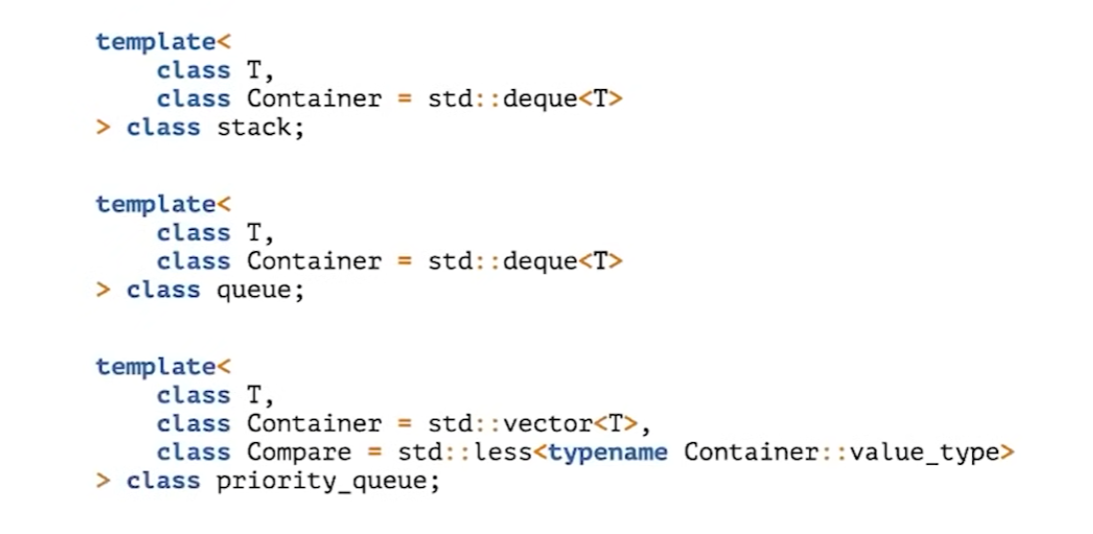 template<
    class T,
    class Container = std::deque<T>
> class stack;
template<
    class T,
    class Container = std::deque<T>
> class queue;
template<
    class T,
    class Container = std::vector<T>,
    class Compare = std::less<typename Container::value_type>
> class priority_queue;